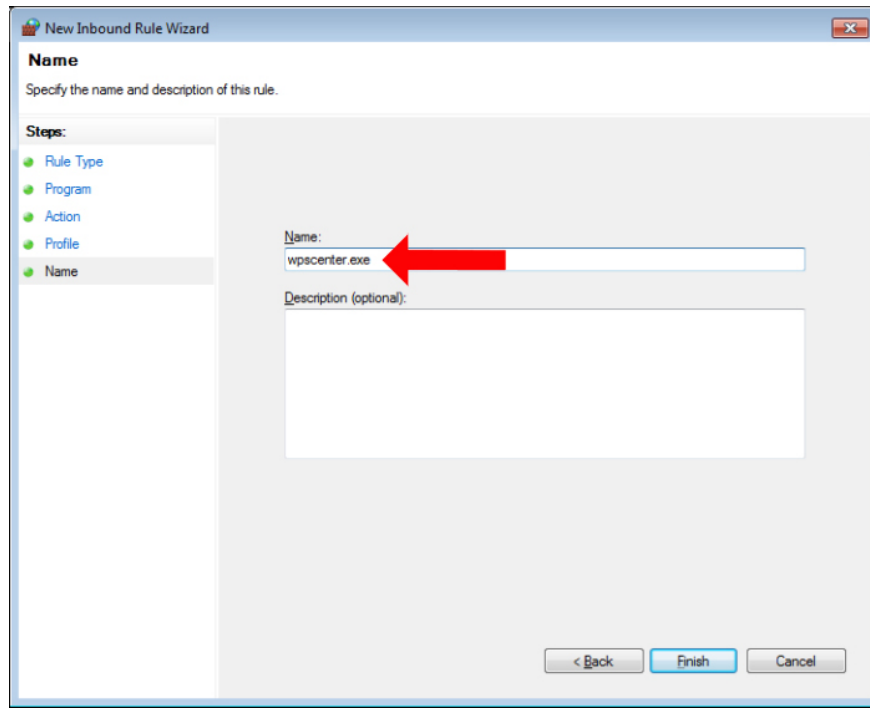 New Inbound Rule Wizard
Name
Specify the name and description of this rule.
Steps:
Rule Type
Program
Action
Profile
Name
Name:
wpscenter.exe
Description (optional):
< Back Finish Cancel